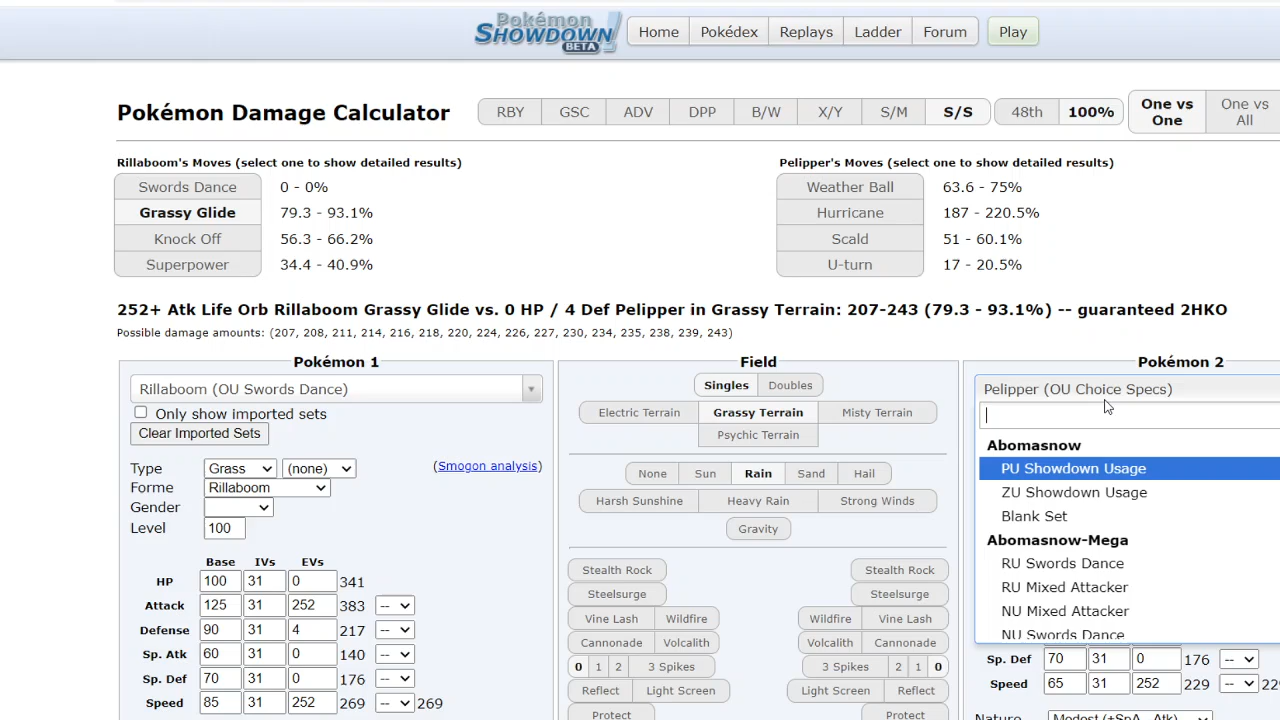 Pokémon
SHOWDOWN!
BETA
Home Pokédex Replays Ladder Forum Play
Pokémon Damage Calculator RBY GSC ADV DPP B/W X/Y S/M S/S 48th 100% One vs One One vs All
Rillaboom's Moves (select one to show detailed results) Pelipper's Moves (select one to show detailed results)
Swords Dance 0 - 0% Weather Ball 63.6 - 75%
Grassy Glide 79.3 - 93.1% Hurricane 187 - 220.5%
Knock Off 56.3 - 66.2% Scald 51 - 60.1%
Superpower 34.4 - 40.9% U-turn 17 - 20.5%
252+ Atk Life Orb Rillaboom Grassy Glide vs. 0 HP / 4 Def Pelipper in Grassy Terrain: 207-243 (79.3 - 93.1%) -- guaranteed 2HKO
Possible damage amounts: (207, 208, 211, 214, 216, 218, 220, 224, 226, 227, 230, 234, 235, 238, 239, 243)
Pokémon 1
Rillaboom (OU Swords Dance)
Only show imported sets
Clear Imported Sets
Type Grass (none) (Smogon analysis)
Forme Rillaboom
Gender
Level 100
Base IVs EVs
HP 100 31 0 341
Attack 125 31 252 383 --
Defense 90 31 4 217 --
Sp. Atk 60 31 0 140 --
Sp. Def 70 31 0 176 --
Speed 85 31 252 269 -- 269
Field
Singles Doubles
Electric Terrain Grassy Terrain Misty Terrain
Psychic Terrain
None Sun Rain Sand Hail
Harsh Sunshine Heavy Rain Strong Winds
Gravity
Stealth Rock Stealth Rock
Steelsurge Steelsurge
Vine Lash Wildfire Wildfire Vine Lash
Cannonade Volcalith Volcalith Cannonade
0 1 2 3 Spikes 3 Spikes 2 1 0
Reflect Light Screen Light Screen Reflect
Protect Protect
Pokémon 2
Pelipper (OU Choice Specs)
Abomasnow
PU Showdown Usage
ZU Showdown Usage
Blank Set
Abomasnow-Mega
RU Swords Dance
RU Mixed Attacker
NU Mixed Attacker
NU Swords Dance
Sp. Def 70 31 0 176 --
Speed 65 31 252 229 -- 22
Nature Modest (+SpA, -Atk)